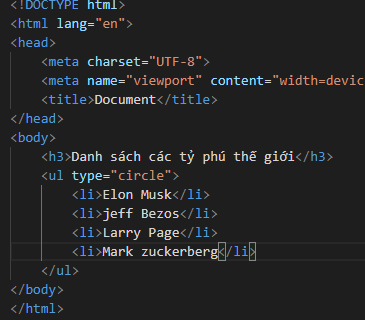 <!DOCTYPE html>
<html lang="en">
<head>
<meta charset="UTF-8">
<meta name="viewport" content="width=devic
<title>Document</title>
</head>
<body>
<h3>Danh sách các tỷ phú thế giới</h3>
<ul type="circle">
<li>Elon Musk</li>
<li>jeff Bezos</li>
<li>Larry Page</li>
<li>Mark zuckerberg</li>
</ul>
</body>
</html>